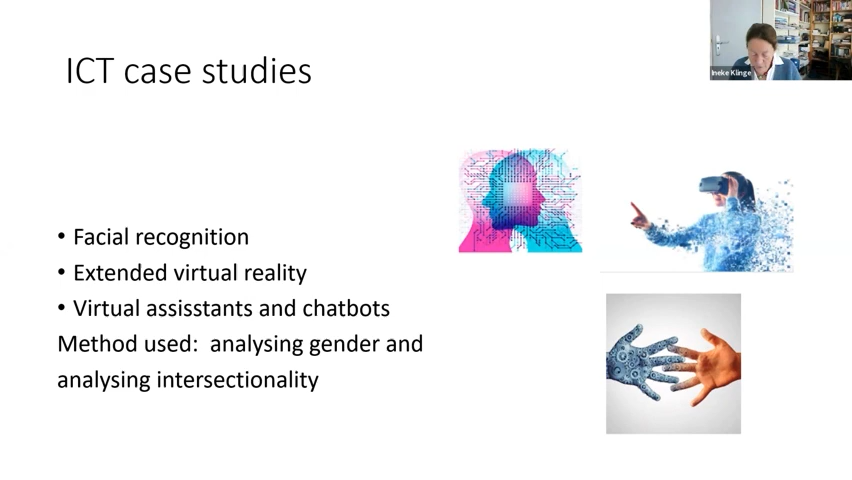 ICT case studies
Ineke Klinge
• Facial recognition
• Extended virtual reality
• Virtual assisstants and chatbots
Method used:  analysing gender and
analysing intersectionality